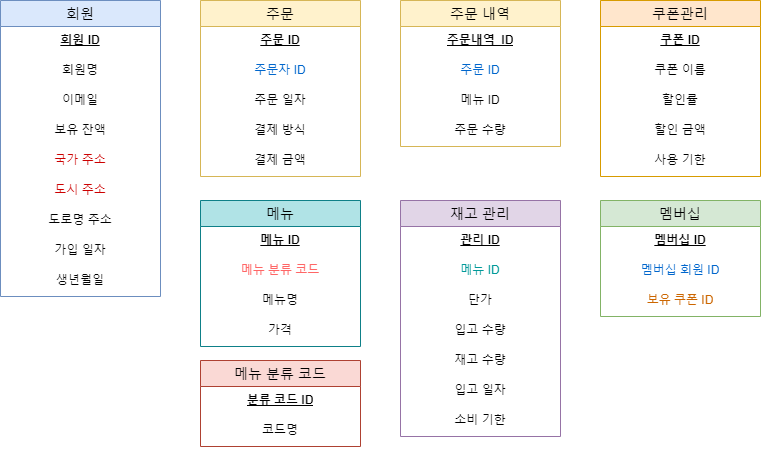 회원
회원 ID
회원명
이메일
보유 잔액
국가 주소
도시 주소
도로명 주소
가입 일자
생년월일
주문
주문 ID
주문자 ID
주문 일자
결제 방식
결제 금액
주문 내역
주문내역 ID
주문 ID
메뉴 ID
주문 수량
쿠폰관리
쿠폰 ID
쿠폰 이름
할인률
할인 금액
사용 기한
메뉴
메뉴 ID
메뉴 분류 코드
메뉴명
가격
재고 관리
관리 ID
메뉴 ID
단가
입고 수량
재고 수량
입고 일자
소비 기한
멤버십
멤버십 ID
멤버십 회원 ID
보유 쿠폰 ID
메뉴 분류 코드
분류 코드 ID
코드명